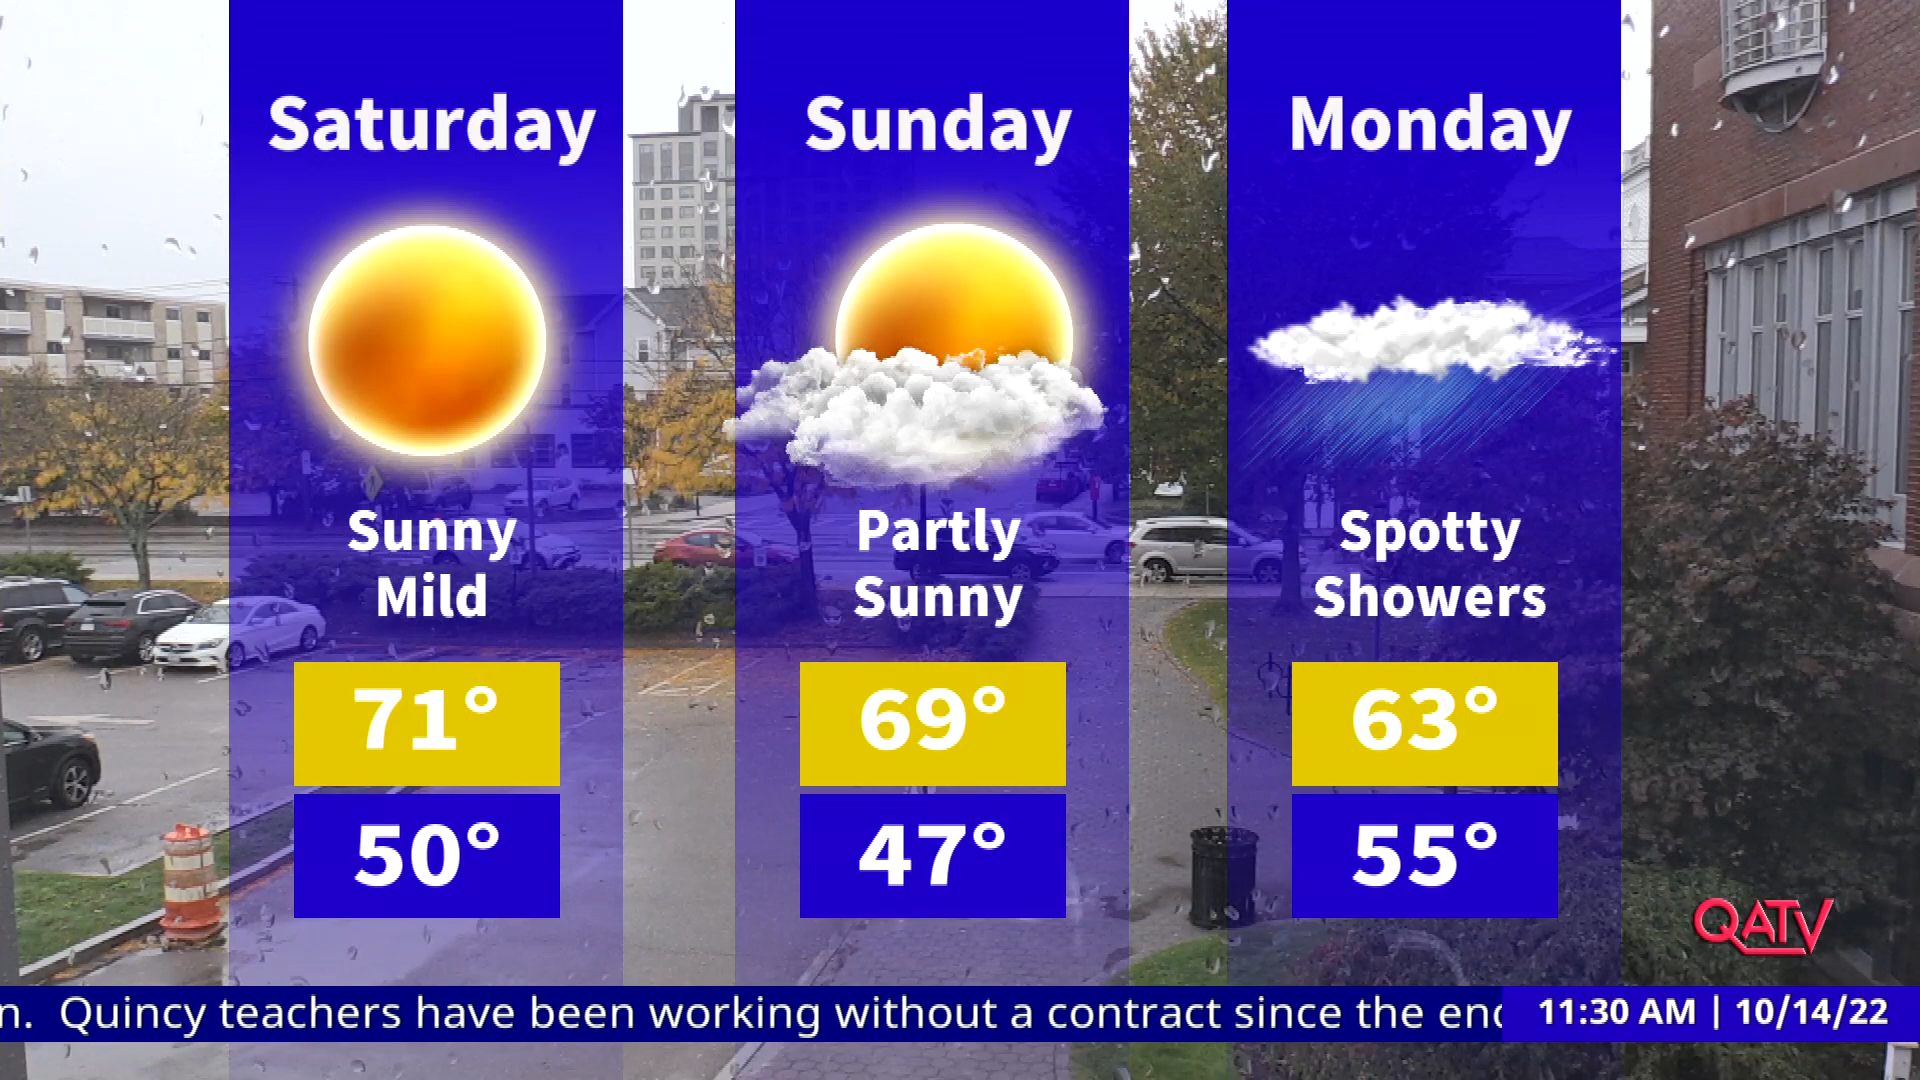 Saturday
Sunny
Mild
71°
50°
Sunday
Partly
Sunny
69°
47°
Monday
Spotty
Showers
63°
55°
QATV
n. Quincy teachers have been working without a contract since the end
11:30 AM | 10/14/22